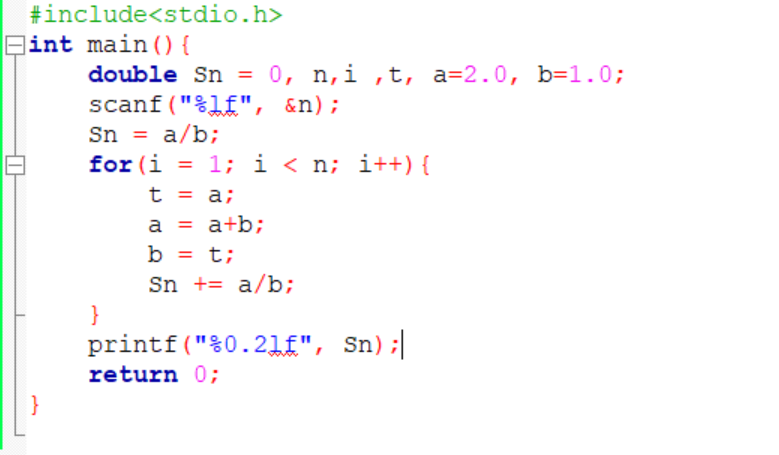 #include<stdio.h>
int main(){
    double Sn = 0, n,i ,t, a=2.0, b=1.0;
    scanf("%lf", &n);
    Sn = a/b;
    for(i = 1; i < n; i++){
        t = a;
        a = a+b;
        b = t;
        Sn += a/b;
    }
    printf("%0.2lf", Sn);
    return 0;
}